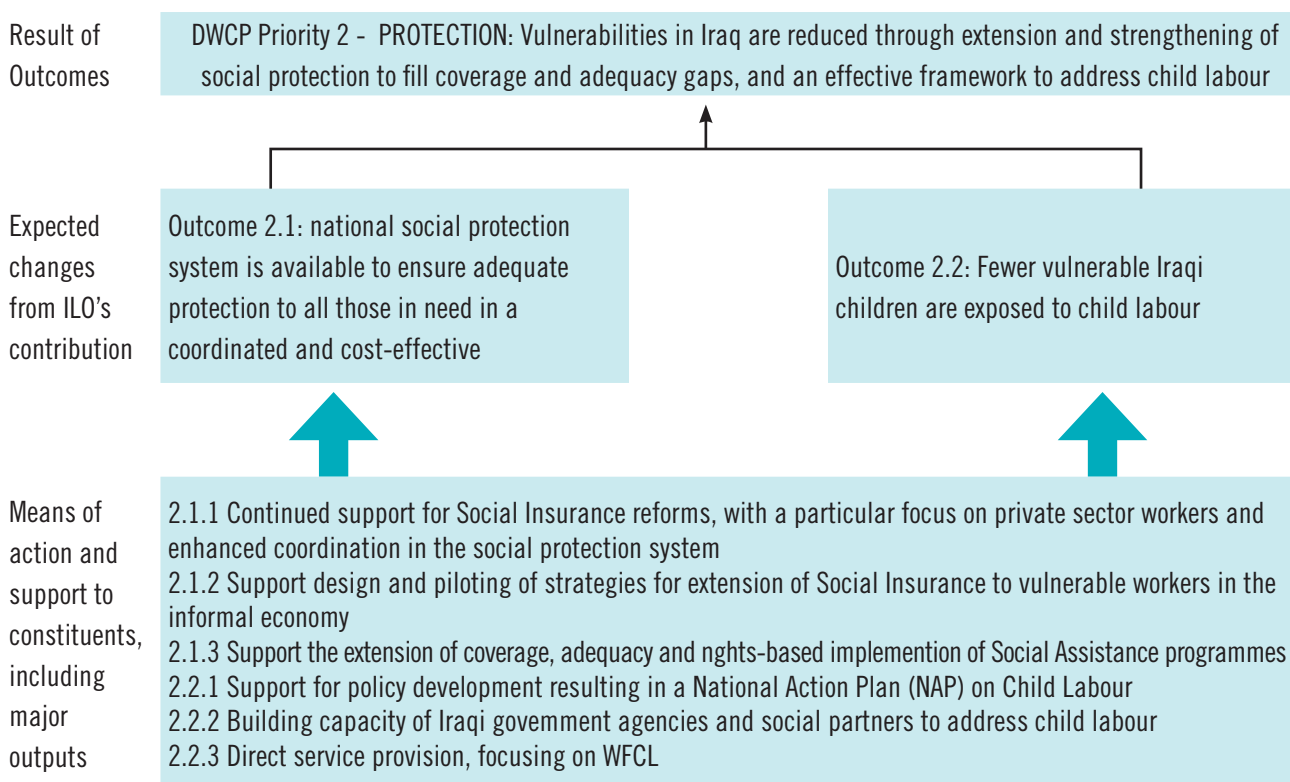 Result of
Outcomes
DWCP Priority 2 - PROTECTION: Vulnerabilities in Iraq are reduced through extension and strengthening of
social protection to fill coverage and adequacy gaps, and an effective framework to address child labour
Expected
changes
from ILO's
contribution
Outcome 2.1: national social protection
system is available to ensure adequate
protection to all those in need in a
coordinated and cost-effective
Outcome 2.2: Fewer vulnerable Iraqi
children are exposed to child labour
Means of
action and
support to
constituents,
including
major
outputs
2.1.1 Continued support for Social Insurance reforms, with a particular focus on private sector workers and
enhanced coordination in the social protection system
2.1.2 Support design and piloting of strategies for extension of Social Insurance to vulnerable workers in the
informal economy
2.1.3 Support the extension of coverage, adequacy and nghts-based implemention of Social Assistance programmes
2.2.1 Support for policy development resulting in a National Action Plan (NAP) on Child Labour
2.2.2 Building capacity of Iraqi govemment agencies and social partners to address child labour
2.2.3 Direct service provision, focusing on WFCL